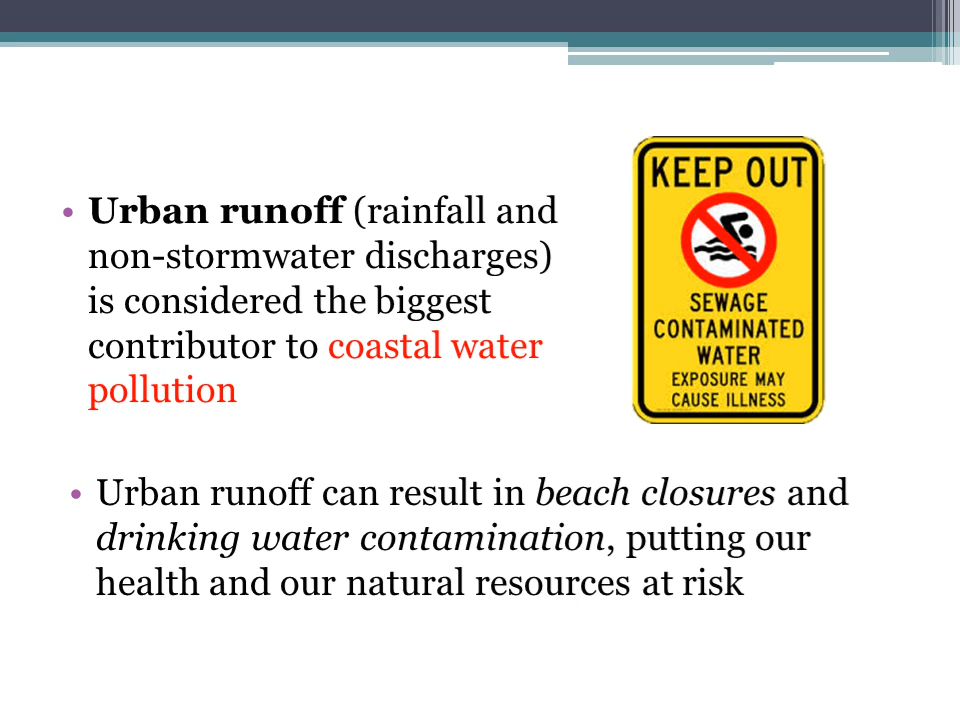 • Urban runoff (rainfall and
non-stormwater discharges)
is considered the biggest
contributor to coastal water
pollution
KEEP OUT
SEWAGE
CONTAMINATED
WATER
EXPOSURE MAY
CAUSE ILLNESS
• Urban runoff can result in beach closures and
drinking water contamination, putting our
health and our natural resources at risk